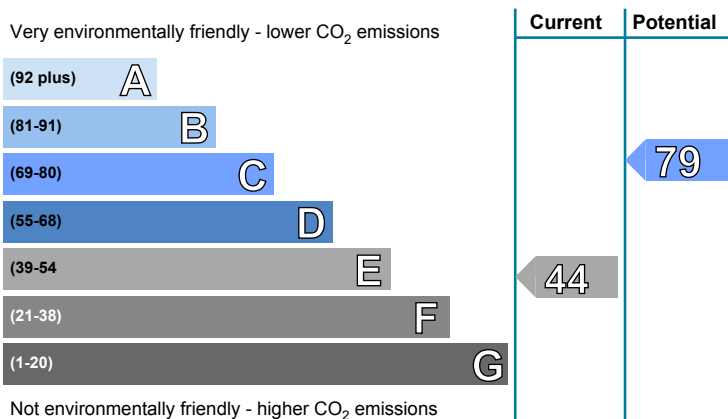 Current Potential
Very environmentally friendly - lower CO2 emissions
(92 plus) A
(81-91) B
(69-80) C
79
(55-68) D
(39-54 E
44
(21-38) F
(1-20) G
Not environmentally friendly - higher CO2 emissions